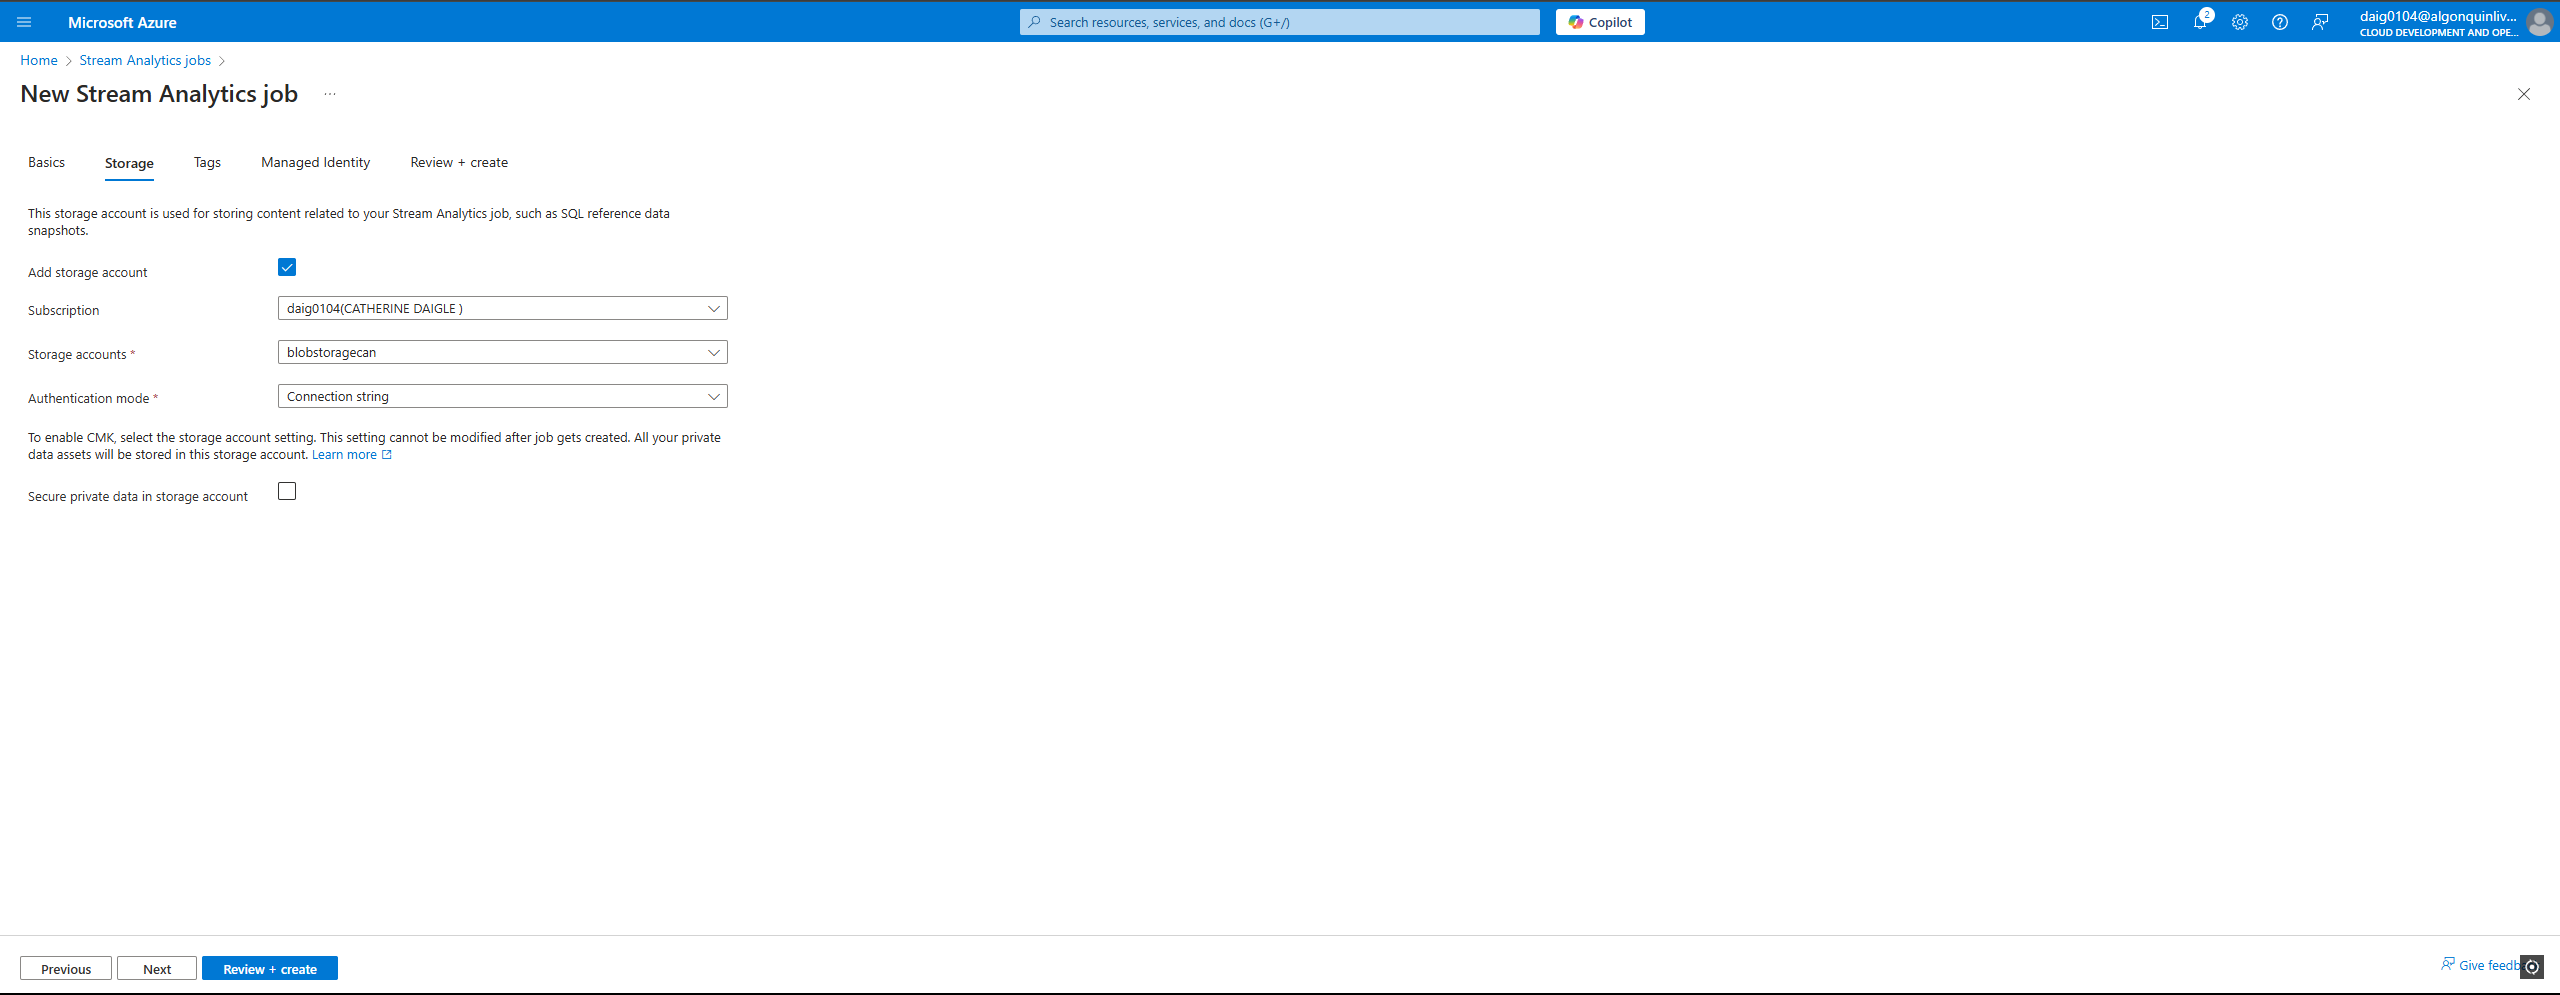 Microsoft Azure
Search resources, services, and docs (G+/)
Copilot
2
daig0104@algonquinliv...
CLOUD DEVELOPMENT AND OPE...
Home > Stream Analytics jobs >
New Stream Analytics job ...
Basics Storage Tags Managed Identity Review + create
This storage account is used for storing content related to your Stream Analytics job, such as SQL reference data
snapshots.
Add storage account
Subscription daig0104(CATHERINE DAIGLE )
Storage accounts * blobstoragecan
Authentication mode * Connection string
To enable CMK, select the storage account setting. This setting cannot be modified after job gets created. All your private
data assets will be stored in this storage account. Learn more
Secure private data in storage account
Previous Next Review + create
Give feedb